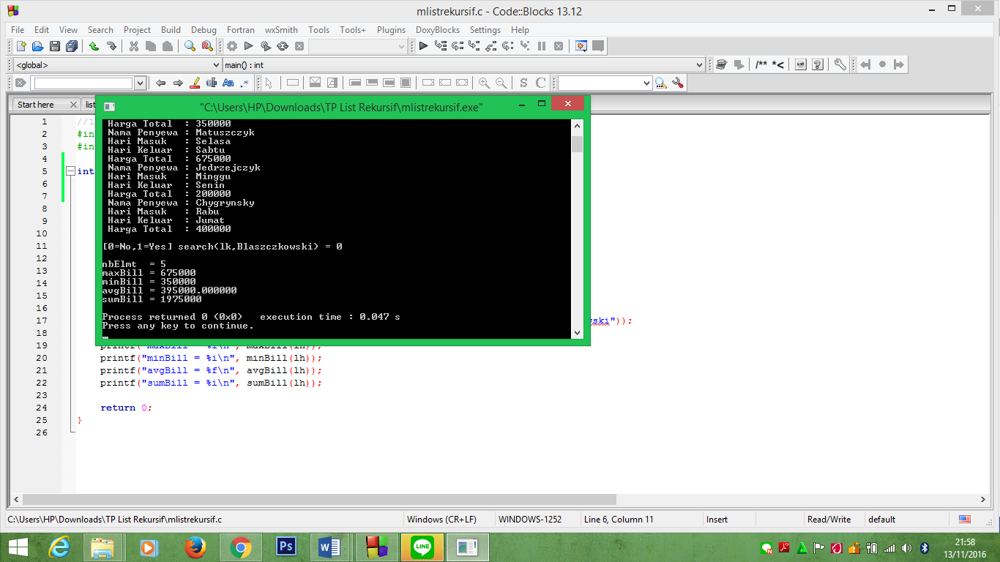 mlistrekursif.c - Code::Blocks 13.12
File Edit View Search Project Build Debug Fortran wxSmith Tools Tools+ Plugins DoxyBlocks Settings Help
<global> main() : int
/** *<
Start here list
"C:\Users\HP\Downloads\TP List Rekursif\mlistrekursif.exe"
Harga Total : 350000
Nama Penyewa : Matuszczyk
Hari Masuk : Selasa
Hari Keluar : Sabtu
Harga Total : 675000
Nama Penyewa : Jedrzejczyk
Hari Masuk : Minggu
Hari Keluar : Senin
Harga Total : 200000
Nama Penyewa : Chygrynsky
Hari Masuk : Rabu
Hari Keluar : Jumat
Harga Total : 400000
[0=No,1=Yes] search(lk,Blaszczkowski) = 0
nbElmt = 5
maxBill = 675000
minBill = 350000
avgBill = 395000.000000
sumBill = 1975000
Process returned 0 (0x0) execution time : 0.047 s
Press any key to continue.
1
2 #in
3 #in
4
5 int
6
7
8
9
10
11
12
13
14
15
16
17 ski"));
18
19 printf("maxBill = %i\n", maxBill(lh));
20 printf("minBill = %i\n", minBill(lh));
21 printf("avgBill = %f\n", avgBill(lh));
22 printf("sumBill = %i\n", sumBill(lh));
23
24 return 0;
25 }
26
C:\Users\HP\Downloads\TP List Rekursif\mlistrekursif.c Windows (CR+LF) WINDOWS-1252 Line 6, Column 11 Insert Read/Write default
Ps LINE
21:58
13/11/2016